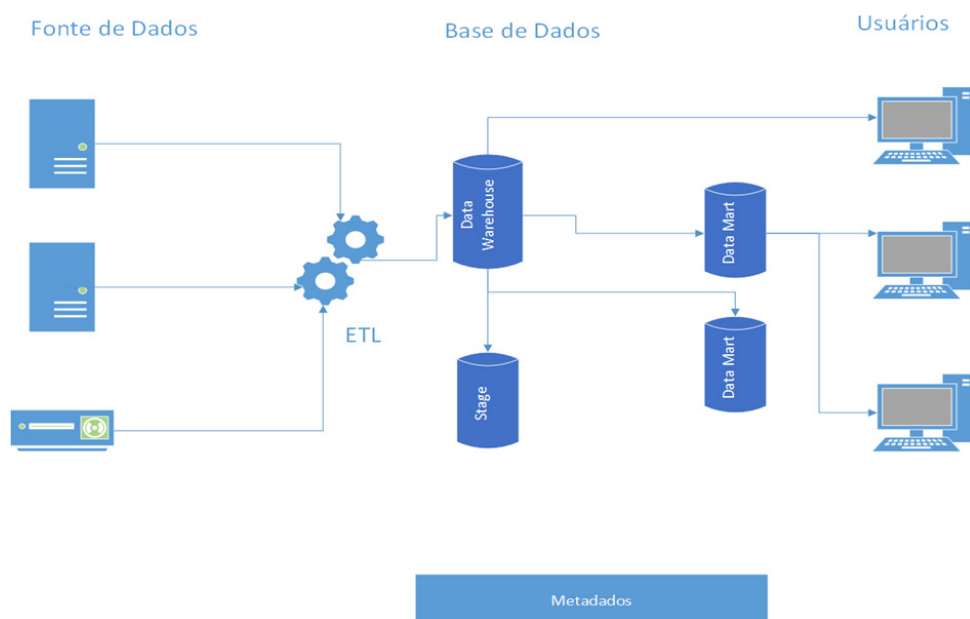 Fonte de Dados
Base de Dados
Usuários
Data
Warehouse
Data Mart
ETL
Stage
Data Mart
Metadados